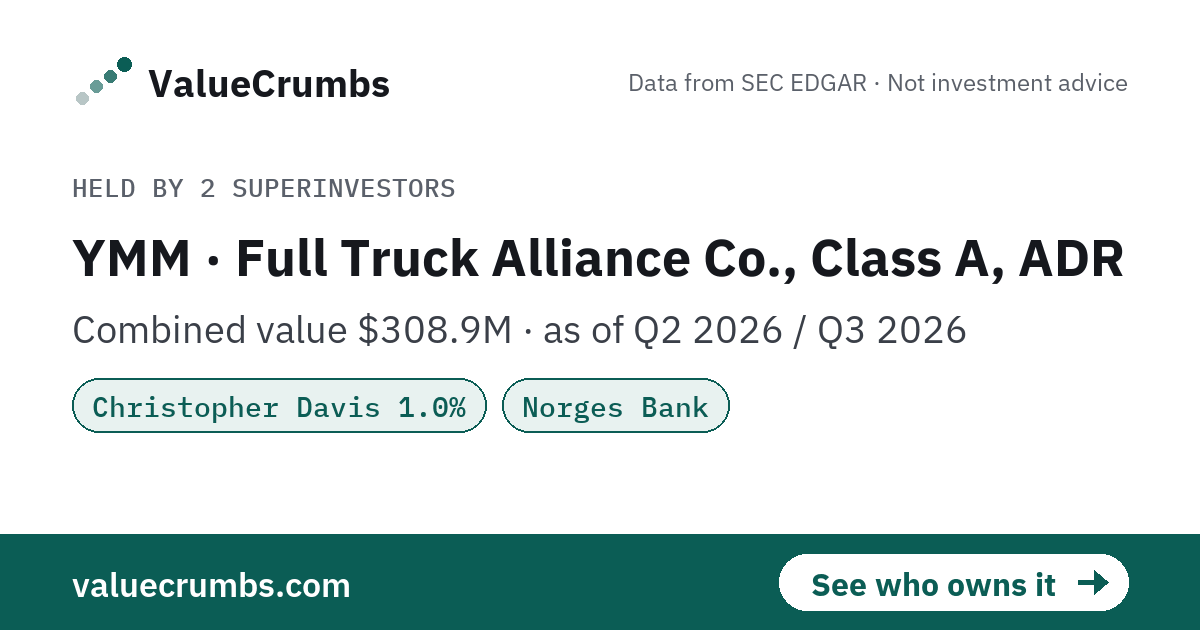 ValueCrumbs
Data from SEC EDGAR · Not investment advice
HELD BY 2 SUPERINVESTORS
YMM · Full Truck Alliance Co., Class A, ADR
Combined value $308.9M · as of Q2 2026 / Q3 2026
Christopher Davis 1.0%
Norges Bank
valuecrumbs.com
See who owns it